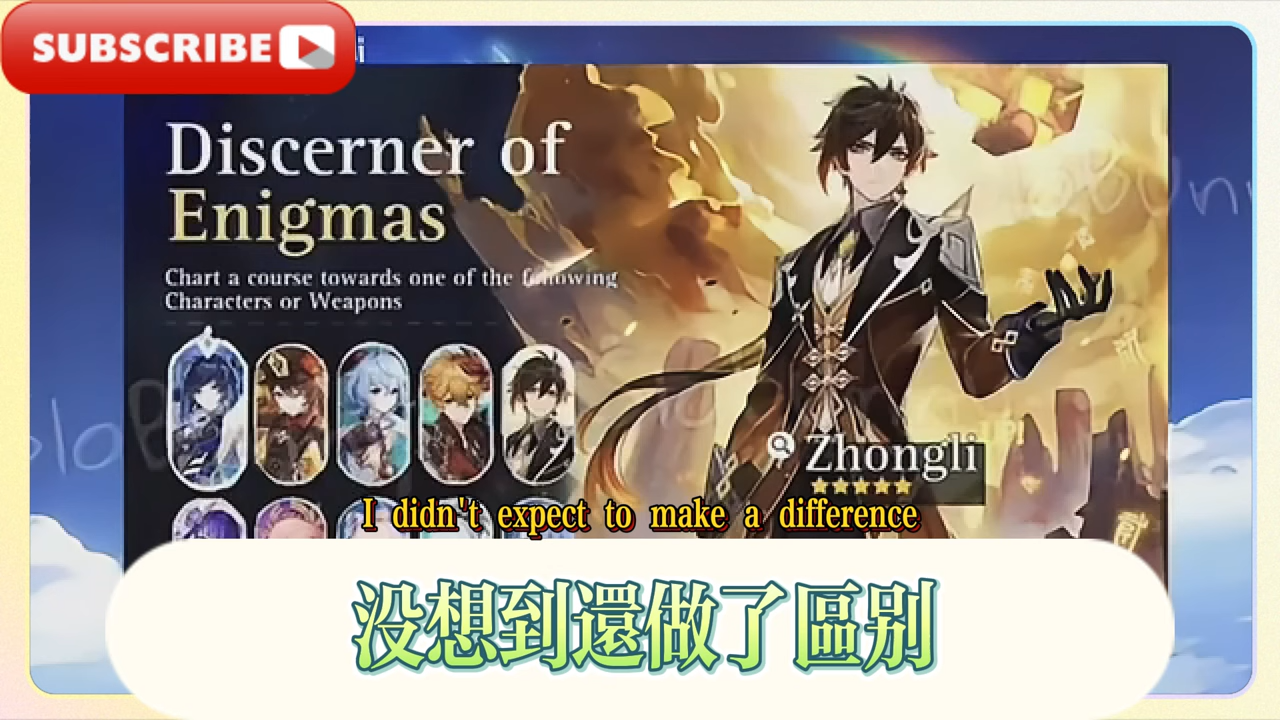 SUBSCRIBE
Discerner of
Enigmas
Chart a course towards one of the following
Characters or Weapons
Zhongli
I didn't expect to make a difference
没想到還做了區别